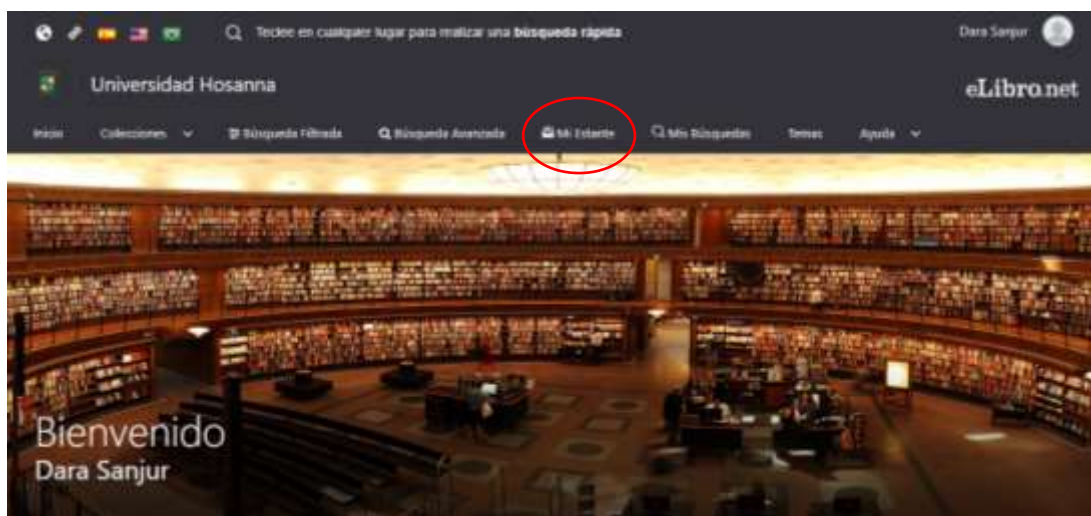 Teclee en cualquier lugar para realizar una búsqueda rápida
Dara Sanjur
Universidad Hosanna
eLibro.net
Inicio Colecciones Búsqueda Filtrada Búsqueda Avanzada Mi Estante Mis Búsquedas Temas Ayuda
Bienvenido
Dara Sanjur